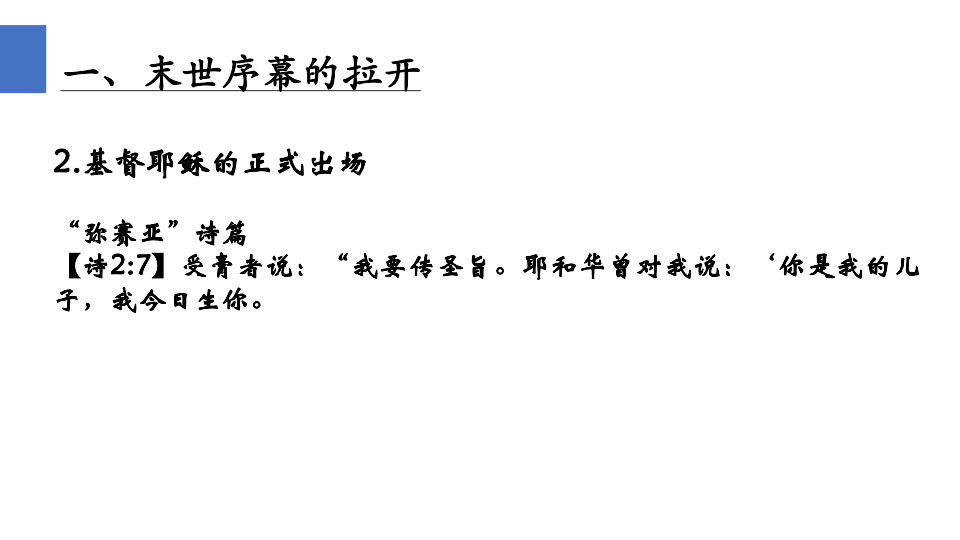 一、末世序幕的拉开
2.基督耶稣的正式出场
“弥赛亚”诗篇
【诗2:7】受膏者说：“我要传圣旨。耶和华曾对我说：‘你是我的儿
子，我今日生你。